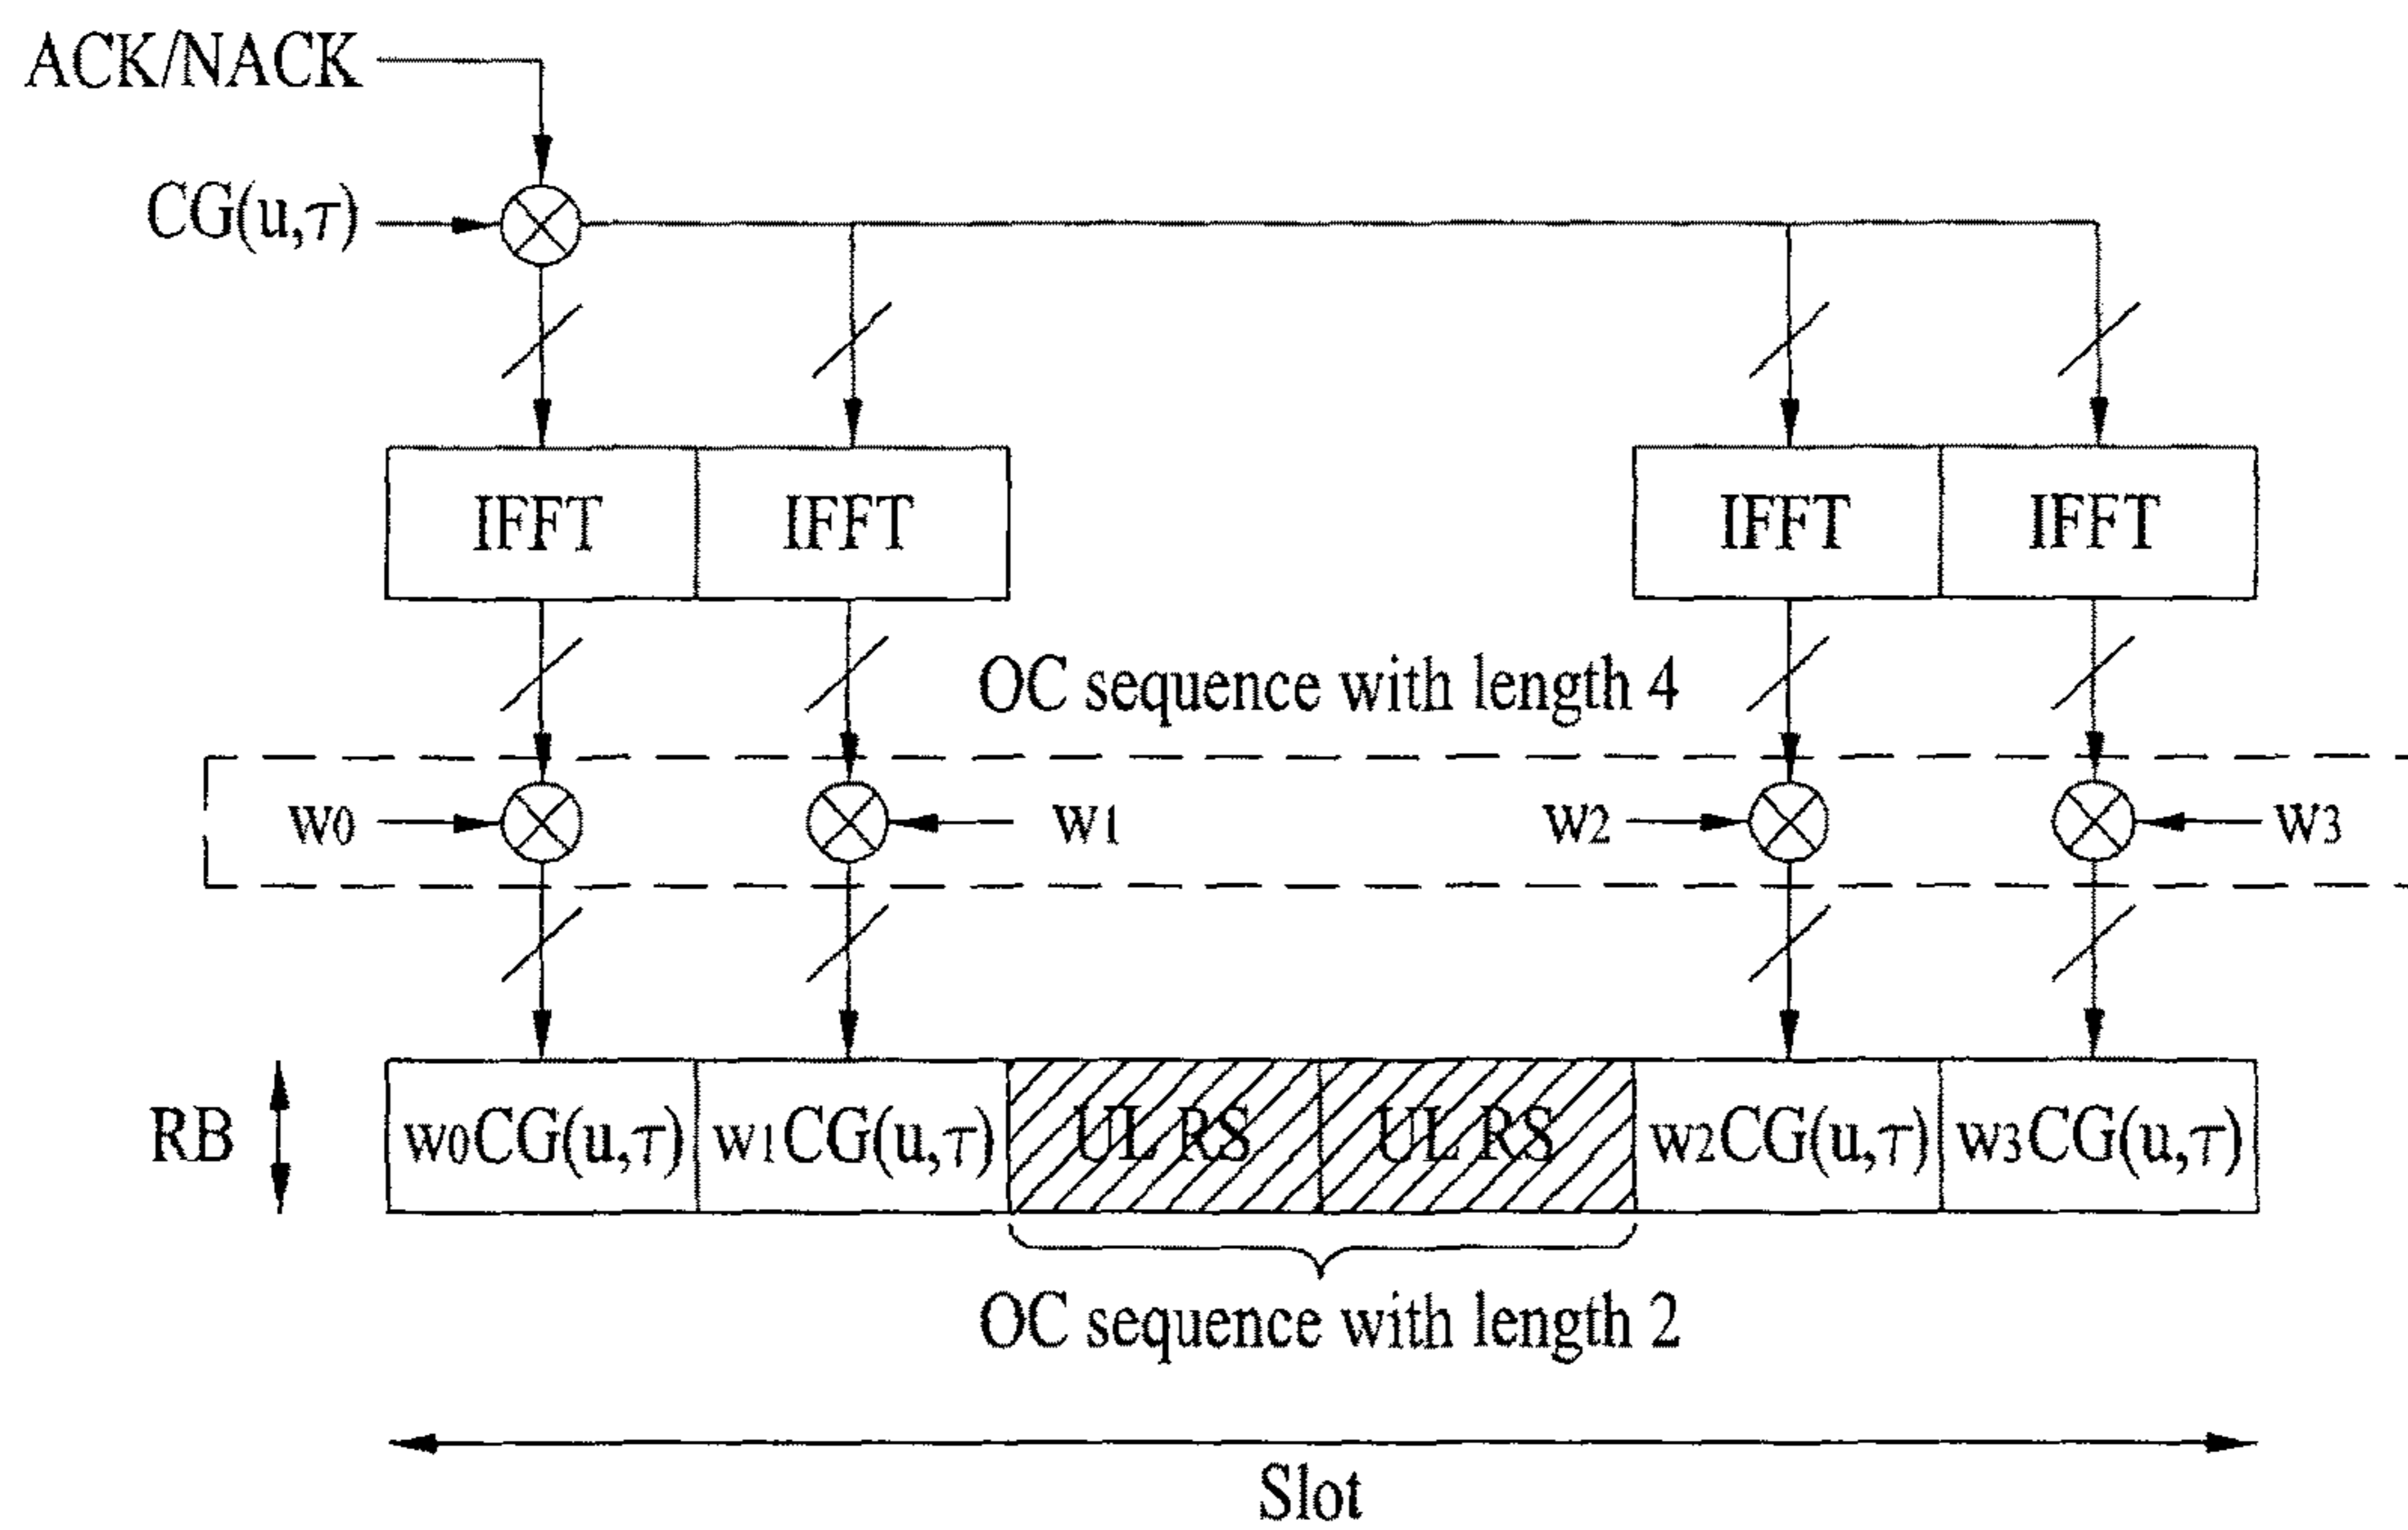 ACK/NACK
CG(u,τ)
IFFT IFFT IFFT IFFT
OC sequence with length 4
w0 w1 w2 w3
RB w0CG(u,τ) w1CG(u,τ) UL RS UL RS w2CG(u,τ) w3CG(u,τ)
OC sequence with length 2
Slot